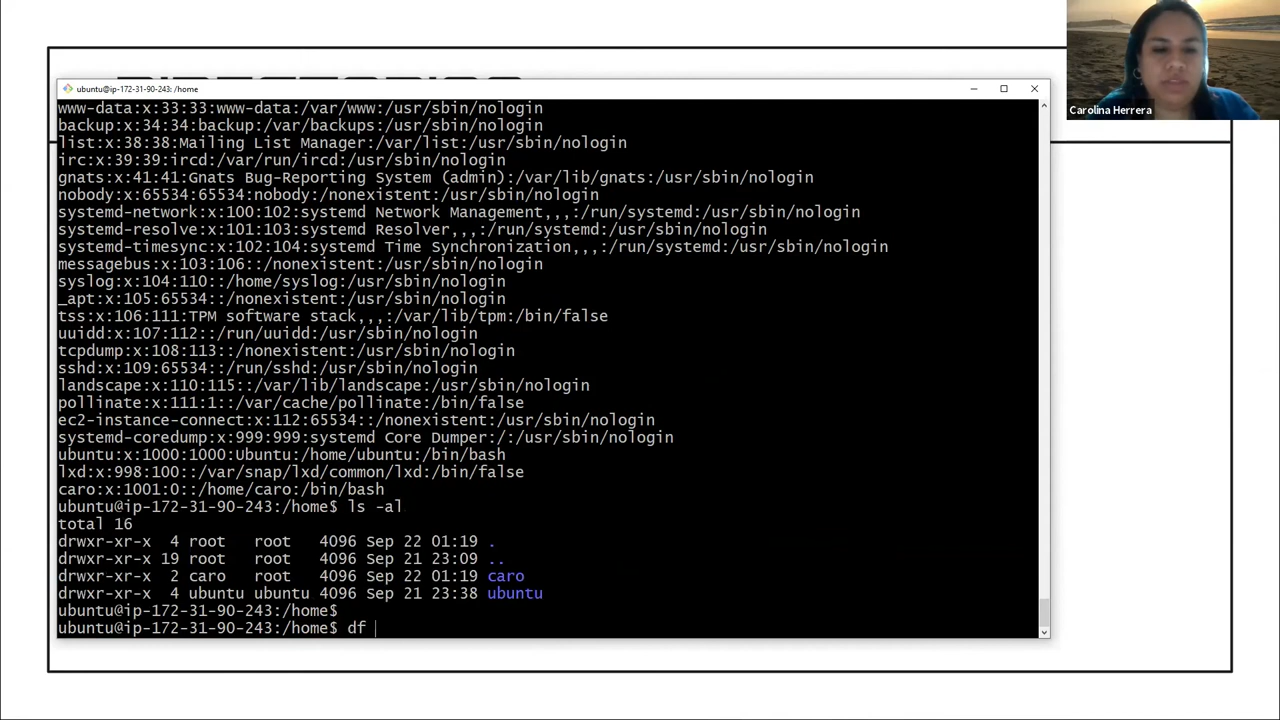 ubuntu@ip-172-31-90-243: /home
www-data:x:33:33:www-data:/var/www:/usr/sbin/nologin
backup:x:34:34:backup:/var/backups:/usr/sbin/nologin
list:x:38:38:Mailing List Manager:/var/list:/usr/sbin/nologin
irc:x:39:39:ircd:/var/run/ircd:/usr/sbin/nologin
gnats:x:41:41:Gnats Bug-Reporting System (admin):/var/lib/gnats:/usr/sbin/nologin
nobody:x:65534:65534:nobody:/nonexistent:/usr/sbin/nologin
systemd-network:x:100:102:systemd Network Management,,,:/run/systemd:/usr/sbin/nologin
systemd-resolve:x:101:103:systemd Resolver,,,:/run/systemd:/usr/sbin/nologin
systemd-timesync:x:102:104:systemd Time Synchronization,,,:/run/systemd:/usr/sbin/nologin
messagebus:x:103:106::/nonexistent:/usr/sbin/nologin
syslog:x:104:110::/home/syslog:/usr/sbin/nologin
_apt:x:105:65534::/nonexistent:/usr/sbin/nologin
tss:x:106:111:TPM software stack,,,:/var/lib/tpm:/bin/false
uuidd:x:107:112::/run/uuidd:/usr/sbin/nologin
tcpdump:x:108:113::/nonexistent:/usr/sbin/nologin
sshd:x:109:65534::/run/sshd:/usr/sbin/nologin
landscape:x:110:115::/var/lib/landscape:/usr/sbin/nologin
pollinate:x:111:1::/var/cache/pollinate:/bin/false
ec2-instance-connect:x:112:65534::/nonexistent:/usr/sbin/nologin
systemd-coredump:x:999:999:systemd Core Dumper:/:/usr/sbin/nologin
ubuntu:x:1000:1000:Ubuntu:/home/ubuntu:/bin/bash
lxd:x:998:100::/var/snap/lxd/common/lxd:/bin/false
caro:x:1001:0::/home/caro:/bin/bash
ubuntu@ip-172-31-90-243:/home$ ls -al
total 16
drwxr-xr-x  4 root   root   4096 Sep 22 01:19 .
drwxr-xr-x 19 root   root   4096 Sep 21 23:09 ..
drwxr-xr-x  2 caro   root   4096 Sep 22 01:19 caro
drwxr-xr-x  4 ubuntu ubuntu 4096 Sep 21 23:38 ubuntu
ubuntu@ip-172-31-90-243:/home$
ubuntu@ip-172-31-90-243:/home$ df
Carolina Herrera